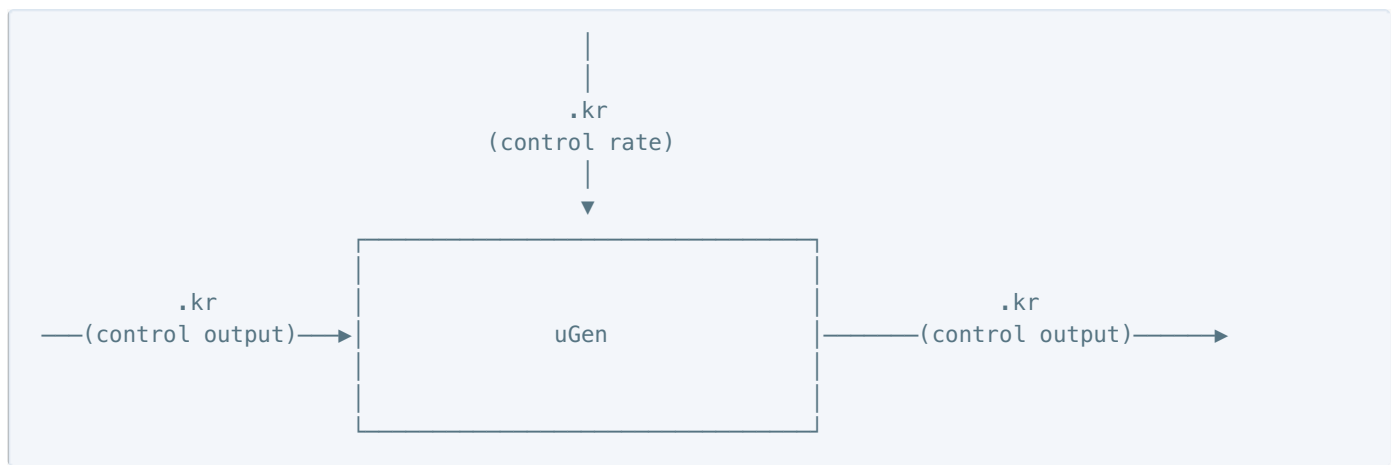 .kr
(control rate)
.kr
(control output)
uGen
.kr
(control output)